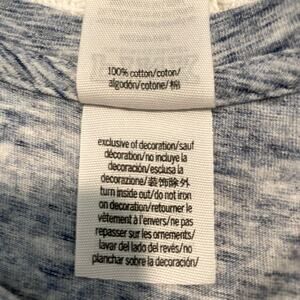 100% cotton/coton/
algodón/cotone/棉
exclusive of decoration/sauf
décoration/no incluye la
decoración/esclusa la
decorazione/装饰除外
turn inside out/do not iron
on decoration/retourner le
vêtement à l'envers/ne pas
repasser sur les ornements/
lavar del lado del revés/no
planchar sobre la decoración/